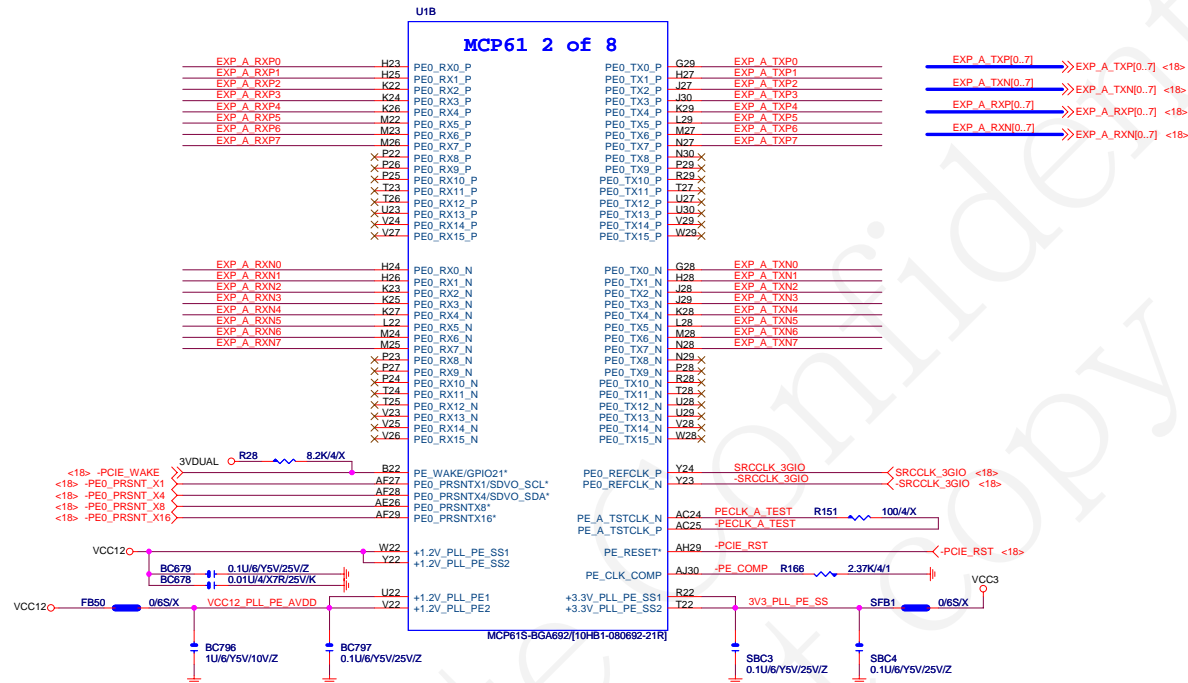 U1B
MCP61 2 of 8
EXP_A_RXP0 H23 PE0_RX0_P PE0_TX0_P G29 EXP_A_TXP0 EXP_A_TXP[0..7] EXP_A_TXP[0..7] <18>
EXP_A_RXP1 H25 PE0_RX1_P PE0_TX1_P H27 EXP_A_TXP1
EXP_A_RXP2 K22 PE0_RX2_P PE0_TX2_P J27 EXP_A_TXP2 EXP_A_TXN[0..7] EXP_A_TXN[0..7] <18>
EXP_A_RXP3 K24 PE0_RX3_P PE0_TX3_P J30 EXP_A_TXP3
EXP_A_RXP4 K26 PE0_RX4_P PE0_TX4_P K29 EXP_A_TXP4 EXP_A_RXP[0..7] EXP_A_RXP[0..7] <18>
EXP_A_RXP5 M22 PE0_RX5_P PE0_TX5_P L29 EXP_A_TXP5
EXP_A_RXP6 M23 PE0_RX6_P PE0_TX6_P M27 EXP_A_TXP6 EXP_A_RXN[0..7] EXP_A_RXN[0..7] <18>
EXP_A_RXP7 M26 PE0_RX7_P PE0_TX7_P N27 EXP_A_TXP7
P22 PE0_RX8_P PE0_TX8_P N30
P26 PE0_RX9_P PE0_TX9_P P29
P25 PE0_RX10_P PE0_TX10_P R29
T23 PE0_RX11_P PE0_TX11_P T27
T26 PE0_RX12_P PE0_TX12_P U27
U23 PE0_RX13_P PE0_TX13_P U30
V24 PE0_RX14_P PE0_TX14_P V29
V27 PE0_RX15_P PE0_TX15_P W29
EXP_A_RXN0 H24 PE0_RX0_N PE0_TX0_N G28 EXP_A_TXN0
EXP_A_RXN1 H26 PE0_RX1_N PE0_TX1_N H28 EXP_A_TXN1
EXP_A_RXN2 K23 PE0_RX2_N PE0_TX2_N J28 EXP_A_TXN2
EXP_A_RXN3 K25 PE0_RX3_N PE0_TX3_N J29 EXP_A_TXN3
EXP_A_RXN4 K27 PE0_RX4_N PE0_TX4_N K28 EXP_A_TXN4
EXP_A_RXN5 L22 PE0_RX5_N PE0_TX5_N L28 EXP_A_TXN5
EXP_A_RXN6 M24 PE0_RX6_N PE0_TX6_N M28 EXP_A_TXN6
EXP_A_RXN7 M25 PE0_RX7_N PE0_TX7_N N28 EXP_A_TXN7
P23 PE0_RX8_N PE0_TX8_N N29
P27 PE0_RX9_N PE0_TX9_N P28
P24 PE0_RX10_N PE0_TX10_N R28
T24 PE0_RX11_N PE0_TX11_N T28
T25 PE0_RX12_N PE0_TX12_N U28
V23 PE0_RX13_N PE0_TX13_N U29
V25 PE0_RX14_N PE0_TX14_N V28
V26 PE0_RX15_N PE0_TX15_N W28
3VDUAL R28 8.2K/4/X
<18> -PCIE_WAKE B22 PE_WAKE/GPIO21* PE0_REFCLK_P Y24 SRCCLK_3GIO SRCCLK_3GIO <18>
<18> -PE0_PRSNT_X1 AF27 PE0_PRSNTX1/SDVO_SCL* PE0_REFCLK_N Y23 -SRCCLK_3GIO -SRCCLK_3GIO <18>
<18> -PE0_PRSNT_X4 AF28 PE0_PRSNTX4/SDVO_SDA*
<18> -PE0_PRSNT_X8 AE26 PE0_PRSNTX8*
<18> -PE0_PRSNT_X16 AF29 PE0_PRSNTX16* PE_A_TSTCLK_N AC24 PECLK_A_TEST R151 100/4/X
PE_A_TSTCLK_P AC25 -PECLK_A_TEST
VCC12 W22 +1.2V_PLL_PE_SS1 PE_RESET* AH29 -PCIE_RST -PCIE_RST <18>
Y22 +1.2V_PLL_PE_SS2
BC679 0.1U/6/Y5V/25V/Z PE_CLK_COMP AJ30 -PE_COMP R166 2.37K/4/1
BC678 0.01U/4/X7R/25V/K VCC3
VCC12 FB50 0/6S/X VCC12_PLL_PE_AVDD U22 +1.2V_PLL_PE1 +3.3V_PLL_PE_SS1 R22 3V3_PLL_PE_SS SFB1 0/6S/X
V22 +1.2V_PLL_PE2 +3.3V_PLL_PE_SS2 T22
MCP61S-BGA692/[10HB1-080692-21R]
BC796 BC797 SBC3 SBC4
1U/6/Y5V/10V/Z 0.1U/6/Y5V/25V/Z 0.1U/6/Y5V/25V/Z 0.1U/6/Y5V/25V/Z
Confident
t copy